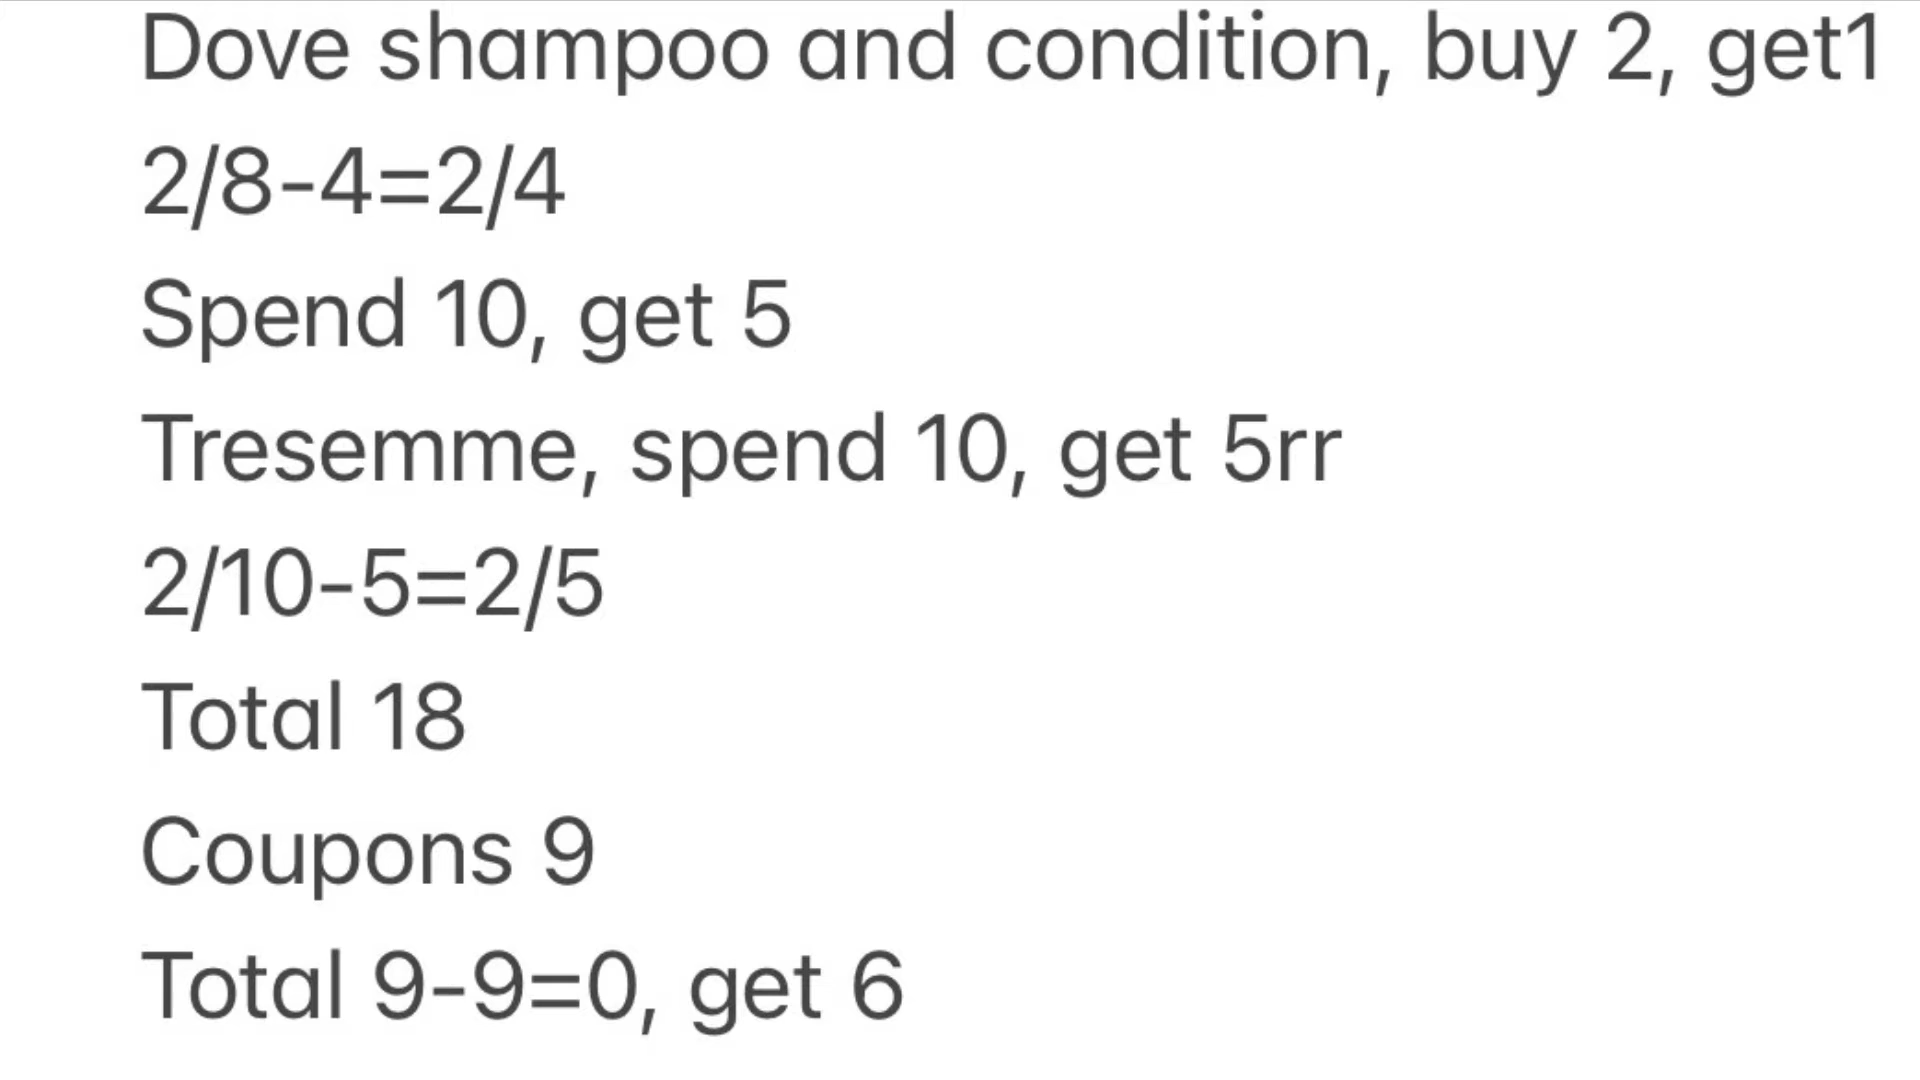 Dove shampoo and condition, buy 2, get1
2/8-4=2/4
Spend 10, get 5
Tresemme, spend 10, get 5rr
2/10-5=2/5
Total 18
Coupons 9
Total 9-9=0, get 6